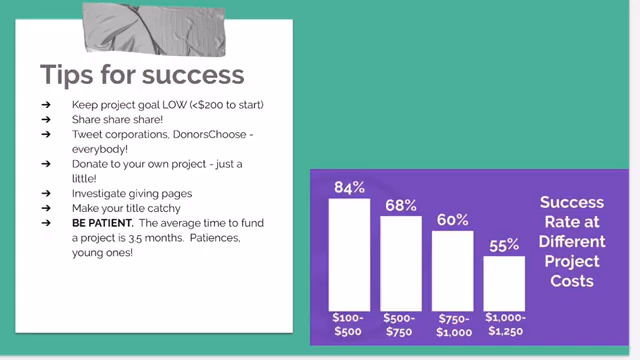 Tips for success
➔ Keep project goal LOW (<$200 to start)
➔ Share share share!
➔ Tweet corporations, DonorsChoose -
everybody!
➔ Donate to your own project - just a
little!
➔ Investigate giving pages
➔ Make your title catchy
➔ BE PATIENT. The average time to fund
a project is 3.5 months. Patiences,
young ones!
84%
68%
60%
55%
$100-
$500
$500-
$750
$750-
$1,000
$1,000-
$1,250
Success
Rate at
Different
Project
Costs